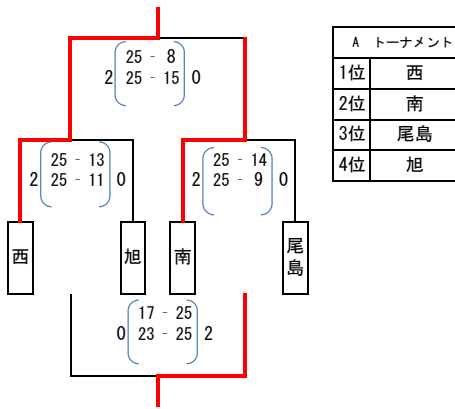 25 - 8
2 25 - 15 0
25 - 13
2 25 - 11 0
25 - 14
2 25 - 9 0
西
旭
南
尾島
17 - 25
0 23 - 25 2
A トーナメント
1位 西
2位 南
3位 尾島
4位 旭